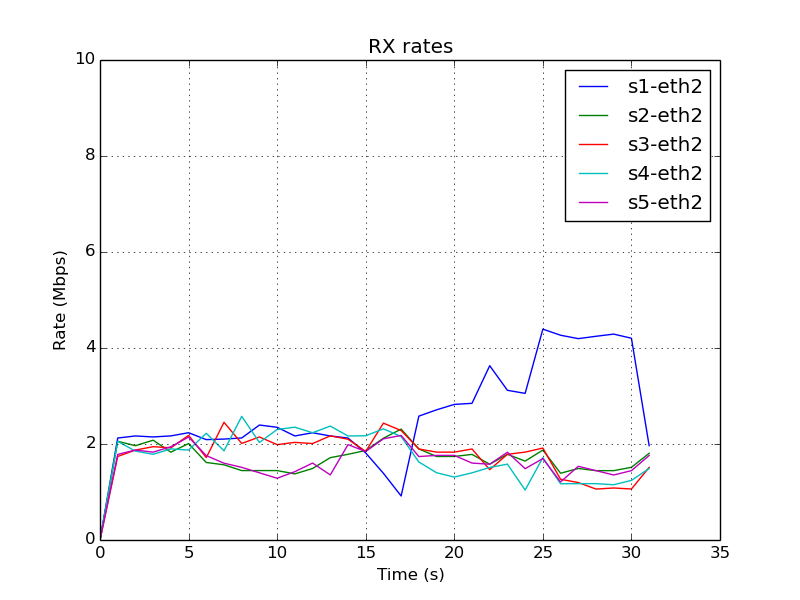 RX rates
10
8
6
4
2
0
Rate (Mbps)
s1-eth2
s2-eth2
s3-eth2
s4-eth2
s5-eth2
0 5 10 15 20 25 30 35
Time (s)